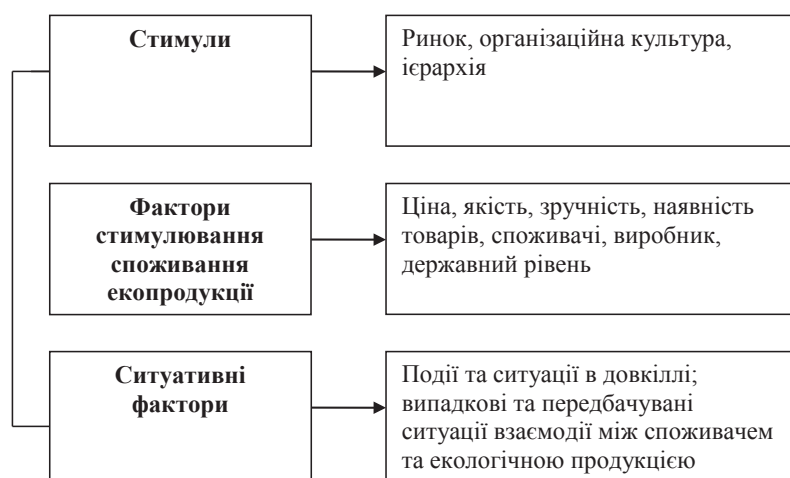 Стимули
Ринок, організаційна культура,
ієрархія
Фактори
стимулювання
споживання
екопродукції
Ціна, якість, зручність, наявність
товарів, споживачі, виробник,
державний рівень
Ситуативні
фактори
Події та ситуації в довкіллі;
випадкові та передбачувані
ситуації взаємодії між споживачем
та екологічною продукцією